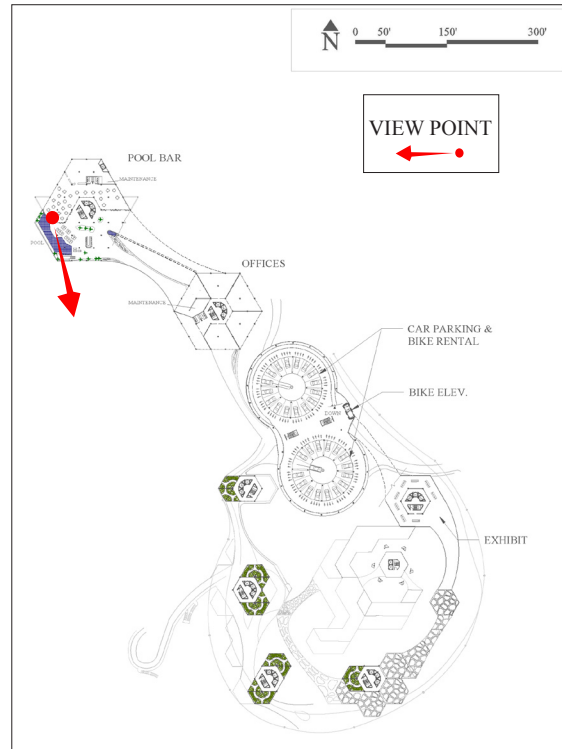 N
0 50' 150' 300'
VIEW POINT
POOL BAR
MAINTENANCE
POOL
OFFICES
MAINTENANCE
CAR PARKING &
BIKE RENTAL
BIKE ELEV.
DOWN
EXHIBIT